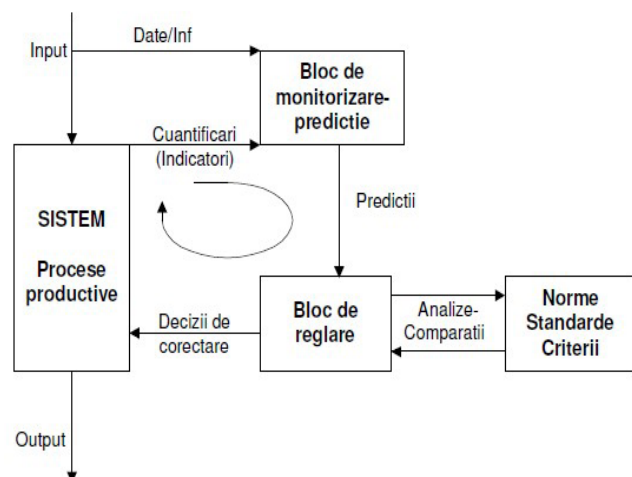 Input
Date/Inf
Bloc de
monitorizare-
predictie
Cuantificari
(Indicatori)
SISTEM
Procese
productive
Predictii
Bloc de
reglare
Analize-
Comparatii
Norme
Standarde
Criterii
Decizii de
corectare
Output